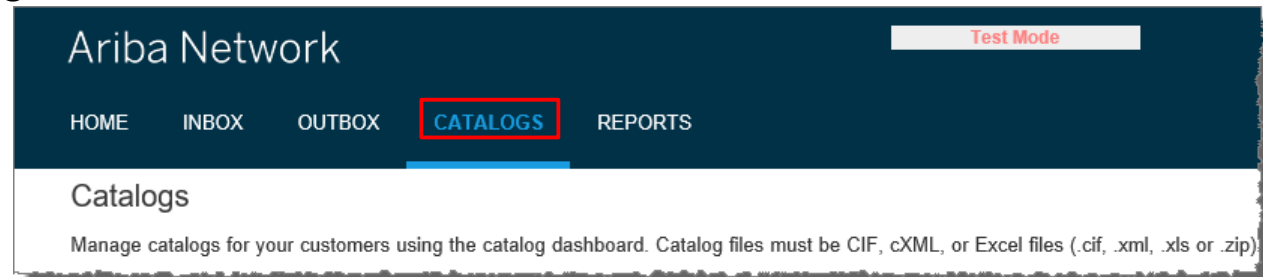 Ariba Network
Test Mode
HOME INBOX OUTBOX CATALOGS REPORTS
Catalogs
Manage catalogs for your customers using the catalog dashboard. Catalog files must be CIF, cXML, or Excel files (.cif, .xml, .xls or .zip)